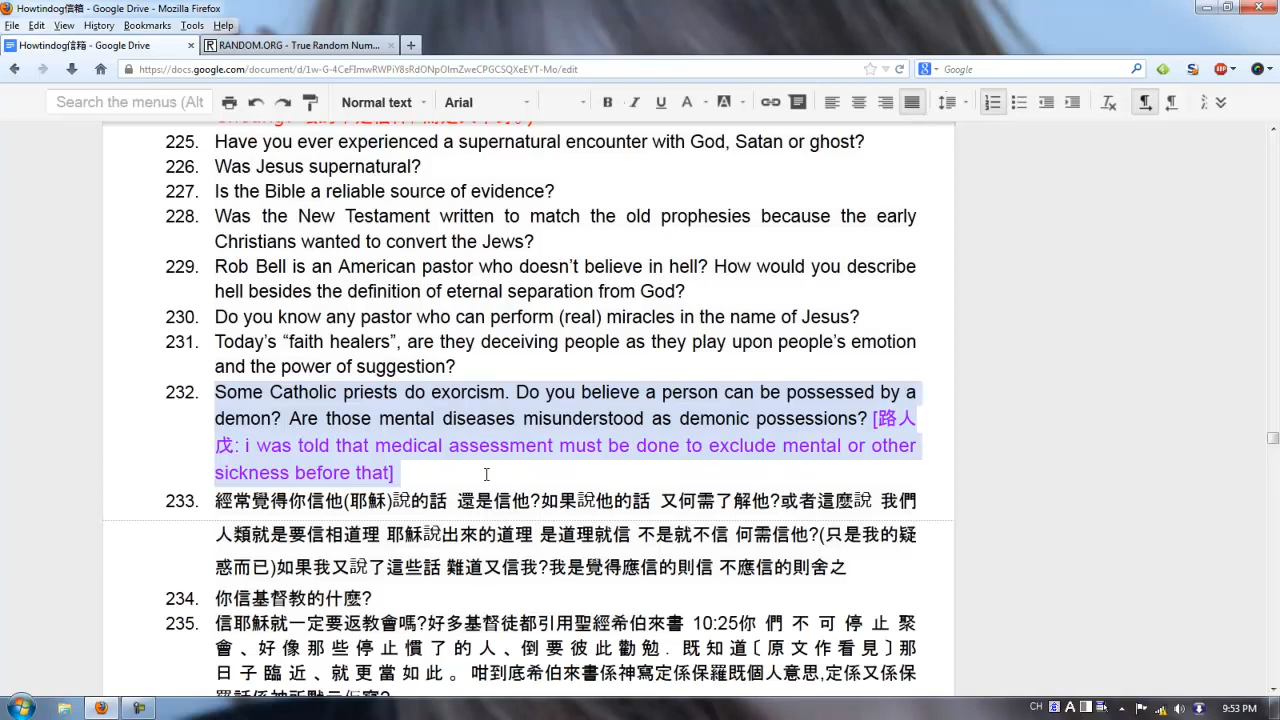 Howtindog信箱 - Google Drive - Mozilla Firefox
File Edit View History Bookmarks Tools Help
Howtindog信箱 - Google Drive × RANDOM.ORG - True Random Num... × +
https://docs.google.com/document/d/1w-G-4CeFImwRWPiY8sRdONpOlmZweCPGCSQXeEYT-Mo/edit Google
Search the menus (Alt Normal text Arial B I U A A
225. Have you ever experienced a supernatural encounter with God, Satan or ghost?
226. Was Jesus supernatural?
227. Is the Bible a reliable source of evidence?
228. Was the New Testament written to match the old prophesies because the early
Christians wanted to convert the Jews?
229. Rob Bell is an American pastor who doesn't believe in hell? How would you describe
hell besides the definition of eternal separation from God?
230. Do you know any pastor who can perform (real) miracles in the name of Jesus?
231. Today's “faith healers”, are they deceiving people as they play upon people's emotion
and the power of suggestion?
232. Some Catholic priests do exorcism. Do you believe a person can be possessed by a
demon? Are those mental diseases misunderstood as demonic possessions? [路人
戊: i was told that medical assessment must be done to exclude mental or other
sickness before that]
233. 經常覺得你信他(耶穌)說的話 還是信他?如果說他的話 又何需了解他?或者這麼說 我們
人類就是要信相道理 耶穌說出來的道理 是道理就信 不是就不信 何需信他?(只是我的疑
惑而已)如果我又說了這些話 難道又信我?我是覺得應信的則信 不應信的則舍之
234. 你信基督教的什麼?
235. 信耶穌就一定要返教會嗎?好多基督徒都引用聖經希伯來書 10:25你 們 不 可 停 止 聚
會 、 好 像 那 些 停 止 慣 了 的 人 、 倒 要 彼 此 勸 勉 . 既 知 道 〔 原 文 作 看 見 〕 那
日 子 臨 近 、 就 更 當 如 此 。 咁到底希伯來書係神寫定係保羅既個人意思,定係又係保
CH 9:53 PM